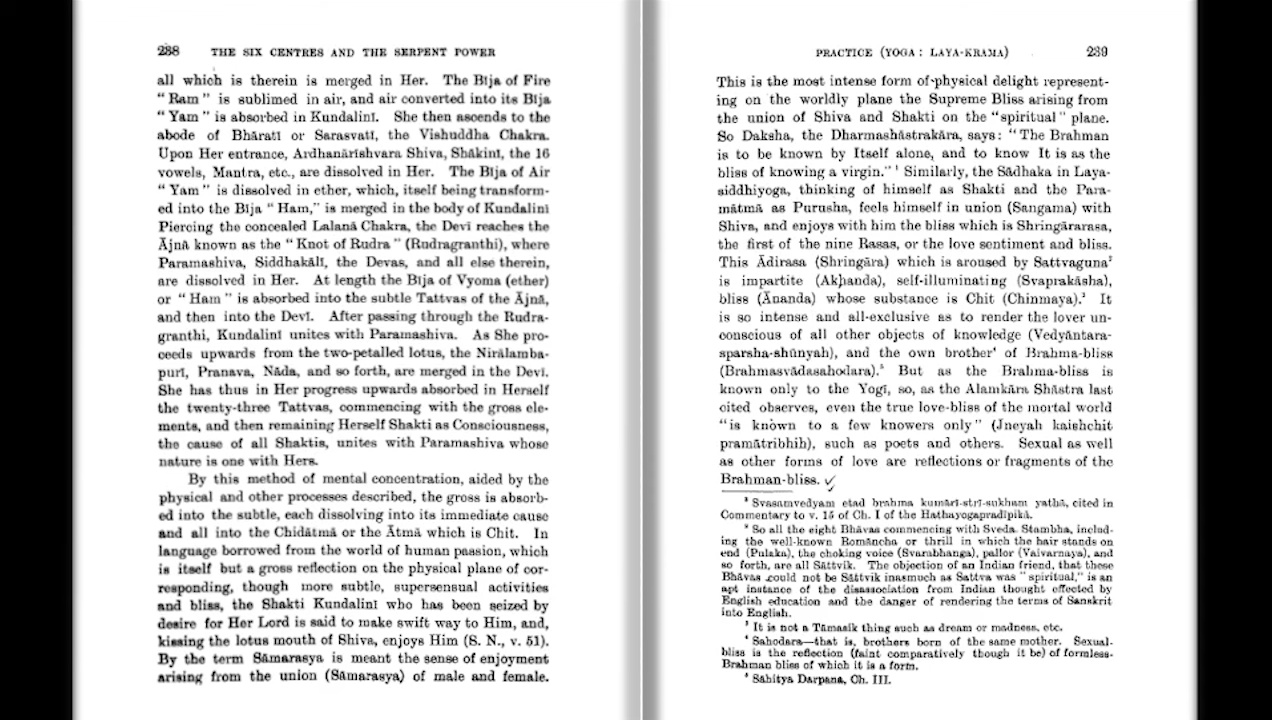 238 THE SIX CENTRES AND THE SERPENT POWER
all which is therein is merged in Her. The Bīja of Fire
“ Ram ” is sublimed in air, and air converted into its Bīja
“ Yam ” is absorbed in Kundalinī. She then ascends to the
abode of Bhāratī or Sarasvatī, the Vishuddha Chakra.
Upon Her entrance, Ardhanārīshvara Shiva, Shākinī, the 16
vowels, Mantra, etc., are dissolved in Her. The Bīja of Air
“ Yam ” is dissolved in ether, which, itself being transform-
ed into the Bīja “ Ham,” is merged in the body of Kundalinī
Piercing the concealed Lalanā Chakra, the Devī reaches the
Ājnā known as the “ Knot of Rudra ” (Rudragranthi), where
Paramashiva, Siddhakālī, the Devas, and all else therein,
are dissolved in Her. At length the Bīja of Vyoma (ether)
or “ Ham ” is absorbed into the subtle Tattvas of the Ājnā,
and then into the Devī. After passing through the Rudra-
granthi, Kundalinī unites with Paramashiva. As She pro-
ceeds upwards from the two-petalled lotus, the Nirālamba-
purī, Pranava, Nāda, and so forth, are merged in the Devī.
She has thus in Her progress upwards absorbed in Herself
the twenty-three Tattvas, commencing with the gross ele-
ments, and then remaining Herself Shakti as Consciousness,
the cause of all Shaktis, unites with Paramashiva whose
nature is one with Hers.
By this method of mental concentration, aided by the
physical and other processes described, the gross is absorb-
ed into the subtle, each dissolving into its immediate cause
and all into the Chidātmā or the Ātmā which is Chit. In
language borrowed from the world of human passion, which
is itself but a gross reflection on the physical plane of cor-
responding, though more subtle, supersensual activities
and bliss, the Shakti Kundalinī who has been seized by
desire for Her Lord is said to make swift way to Him, and,
kissing the lotus mouth of Shiva, enjoys Him (S. N., v. 51).
By the term Sāmarasya is meant the sense of enjoyment
arising from the union (Sāmarasya) of male and female.
PRACTICE (YOGA : LAYA-KRAMA) 239
This is the most intense form of physical delight represent-
ing on the worldly plane the Supreme Bliss arising from
the union of Shiva and Shakti on the “spiritual” plane.
So Daksha, the Dharmashāstrakāra, says: “The Brahman
is to be known by Itself alone, and to know It is as the
bliss of knowing a virgin.” ¹ Similarly, the Sādhaka in Laya-
siddhiyoga, thinking of himself as Shakti and the Para-
mātmā as Purusha, feels himself in union (Sangama) with
Shiva, and enjoys with him the bliss which is Shringārarasa,
the first of the nine Rasas, or the love sentiment and bliss.
This Ādirasa (Shringāra) which is aroused by Sattvaguna²
is impartite (Akhanda), self-illuminating (Svaprakāsha),
bliss (Ānanda) whose substance is Chit (Chinmaya).³ It
is so intense and all-exclusive as to render the lover un-
conscious of all other objects of knowledge (Vedyāntara-
sparsha-shūnyah), and the own brother⁴ of Brahma-bliss
(Brahmasvādasahodara).⁵ But as the Brahma-bliss is
known only to the Yogī, so, as the Alamkāra Shāstra last
cited observes, even the true love-bliss of the mortal world
“is known to a few knowers only” (Jneyah kaishchit
pramātribhih), such as poets and others. Sexual as well
as other forms of love are reflections or fragments of the
Brahman-bliss.
¹ Svasamvedyam etad brahma kumārī-strī-sukham yathā, cited in
Commentary to v. 15 of Ch. I of the Hathayogapradīpikā.
² So all the eight Bhāvas commencing with Sveda, Stambha, includ-
ing the well-known Romāncha or thrill in which the hair stands on
end (Pulaka), the choking voice (Svarabhanga), pallor (Vaivarnaya), and
so forth, are all Sāttvik. The objection of an Indian friend, that these
Bhāvas could not be Sāttvik inasmuch as Sattva was “ spiritual,” is an
apt instance of the disassociation from Indian thought effected by
English education and the danger of rendering the terms of Sanskrit
into English.
³ It is not a Tāmasik thing such as dream or madness, etc.
⁴ Sahodara—that is, brothers born of the same mother. Sexual-
bliss is the reflection (faint comparatively though it be) of formless-
Brahman bliss of which it is a form.
⁵ Sāhitya Darpana, Ch. III.